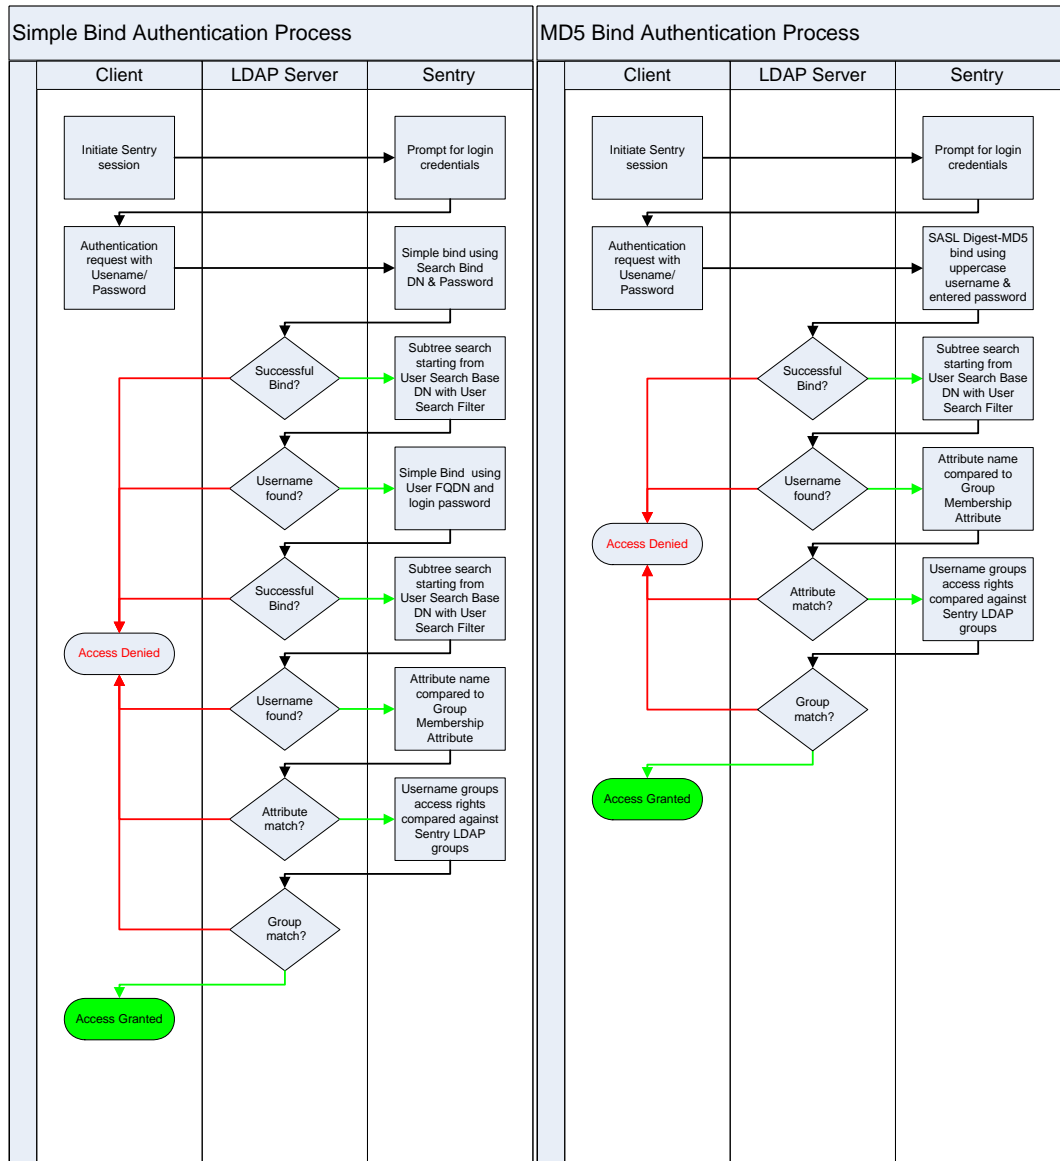 Simple Bind Authentication Process
Client
LDAP Server
Sentry
Initiate Sentry
session
Prompt for login
credentials
Authentication
request with
Usename/
Password
Simple bind using
Search Bind
DN & Password
Successful
Bind?
Subtree search
starting from
User Search Base
DN with User
Search Filter
Username
found?
Simple Bind using
User FQDN and
login password
Successful
Bind?
Subtree search
starting from
User Search Base
DN with User
Search Filter
Access Denied
Username
found?
Attribute name
compared to
Group
Membership
Attribute
Attribute
match?
Username groups
access rights
compared against
Sentry LDAP
groups
Group
match?
Access Granted
MD5 Bind Authentication Process
Client
LDAP Server
Sentry
Initiate Sentry
session
Prompt for login
credentials
Authentication
request with
Usename/
Password
SASL Digest-MD5
bind using
uppercase
username &
entered password
Successful
Bind?
Subtree search
starting from
User Search Base
DN with User
Search Filter
Username
found?
Attribute name
compared to
Group
Membership
Attribute
Access Denied
Attribute
match?
Username groups
access rights
compared against
Sentry LDAP
groups
Group
match?
Access Granted